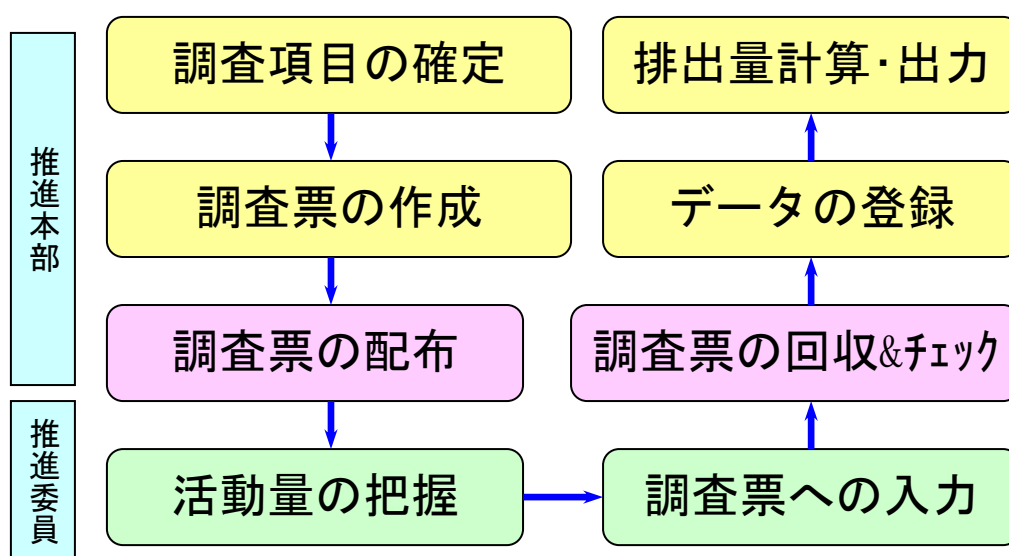 推進本部
調査項目の確定
調査票の作成
調査票の配布
推進委員
活動量の把握
調査票への入力
調査票の回収&ﾁｪｯｸ
データの登録
排出量計算･出力